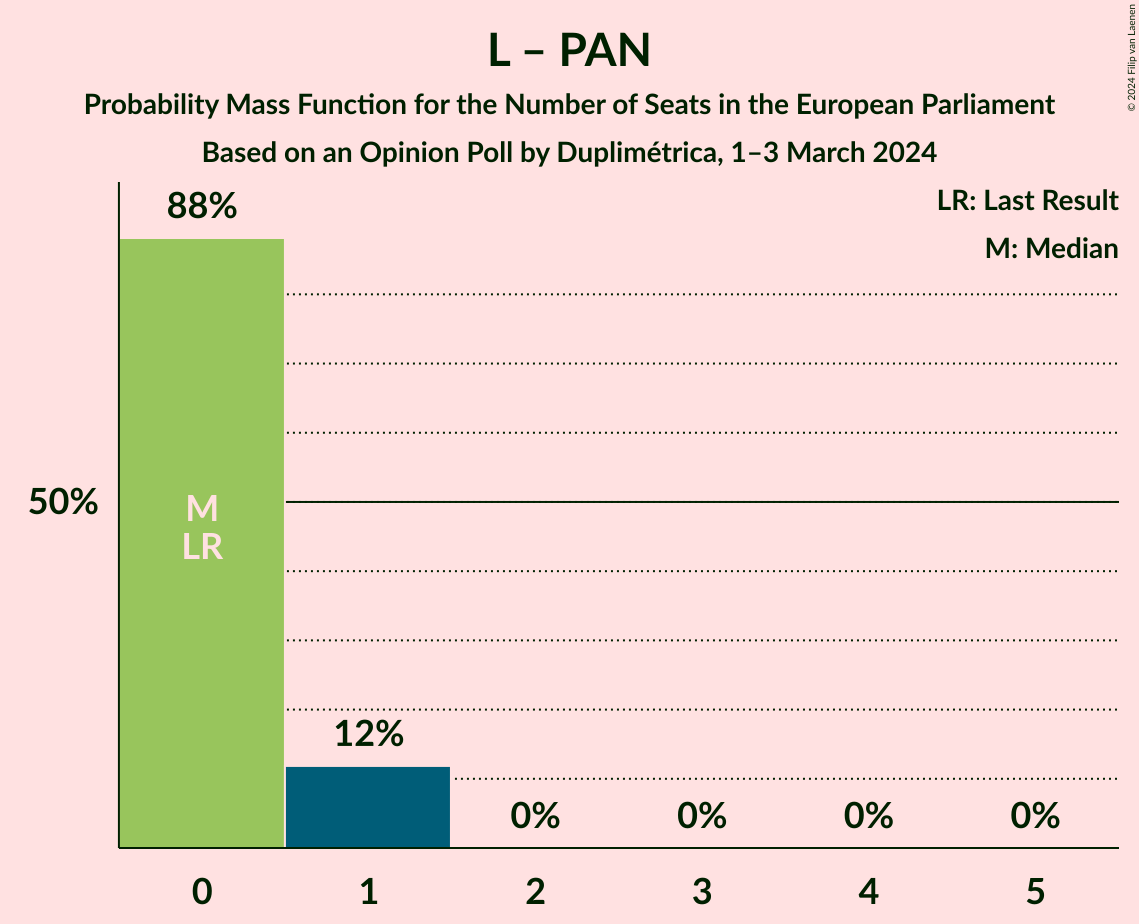 L – PAN
Probability Mass Function for the Number of Seats in the European Parliament
Based on an Opinion Poll by Duplimétrica, 1–3 March 2024
© 2024 Filip van Laenen
LR: Last Result
M: Median
88%
50%
M
LR
12%
0%
0%
0%
0%
0
1
2
3
4
5